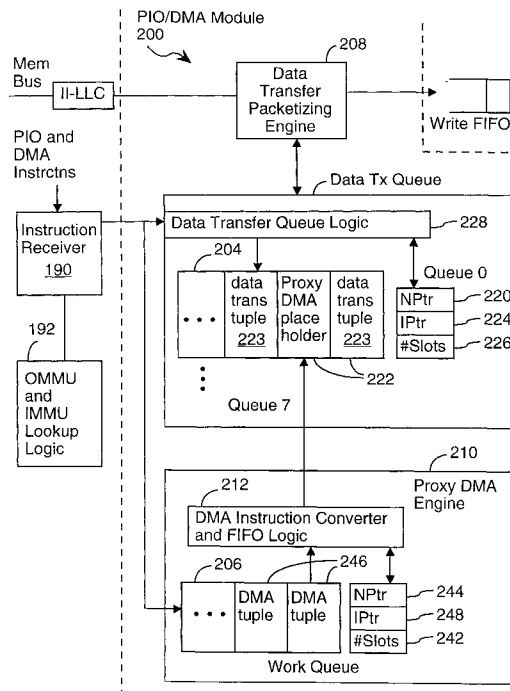 PIO/DMA Module
200
208
Mem
Bus
II-LLC
Data
Transfer
Packetizing
Engine
Write FIFO
PIO and
DMA
Instrctns
Data Tx Queue
Instruction
Receiver
190
Data Transfer Queue Logic
228
204
Queue 0
data
trans
tuple
223
Proxy
DMA
place
holder
data
trans
tuple
223
NPtr
220
IPtr
224
#Slots
226
192
222
OMMU and
IMMU
Lookup
Logic
Queue 7
210
Proxy DMA
Engine
212
DMA Instruction Converter
and FIFO Logic
206
246
DMA
tuple
DMA
tuple
NPtr
244
IPtr
248
#Slots
242
Work Queue